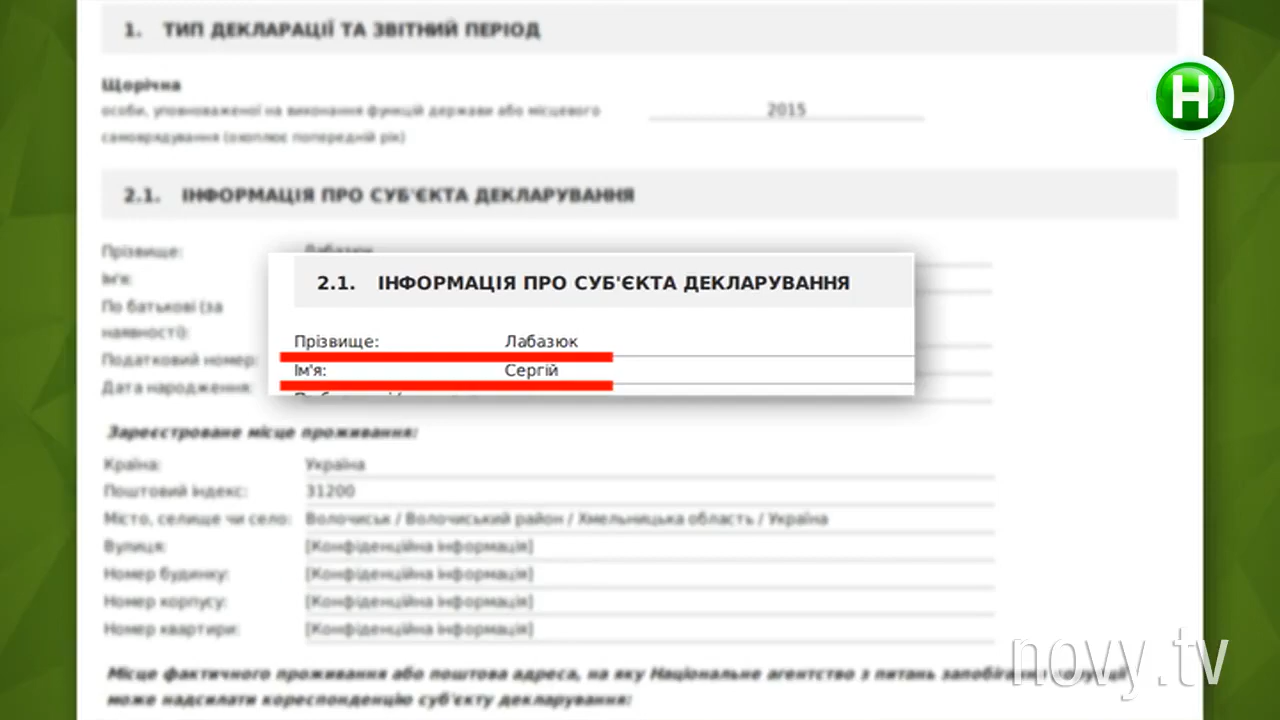 1. ТИП ДЕКЛАРАЦІЇ ТА ЗВІТНИЙ ПЕРІОД
Щорічна
особи, уповноваженої на виконання функцій держави або місцевого
самоврядування (охоплює попередній рік)
2015
2.1. ІНФОРМАЦІЯ ПРО СУБ'ЄКТА ДЕКЛАРУВАННЯ
Прізвище: Лабазюк
Ім'я:
По батькові (за
наявності):
Податковий номер:
Дата народження:
2.1. ІНФОРМАЦІЯ ПРО СУБ'ЄКТА ДЕКЛАРУВАННЯ
Прізвище: Лабазюк
Ім'я: Сергій
Зареєстроване місце проживання:
Країна: Україна
Поштовий індекс: 31200
Місто, селище чи село: Волочиськ / Волочиський район / Хмельницька область / Україна
Вулиця: [Конфіденційна інформація]
Номер будинку: [Конфіденційна інформація]
Номер корпусу: [Конфіденційна інформація]
Номер квартири: [Конфіденційна інформація]
Місце фактичного проживання або поштова адреса, на яку Національне агентство з питань запобігання корупції
може надсилати кореспонденцію суб'єкту декларування:
H
novy.tv